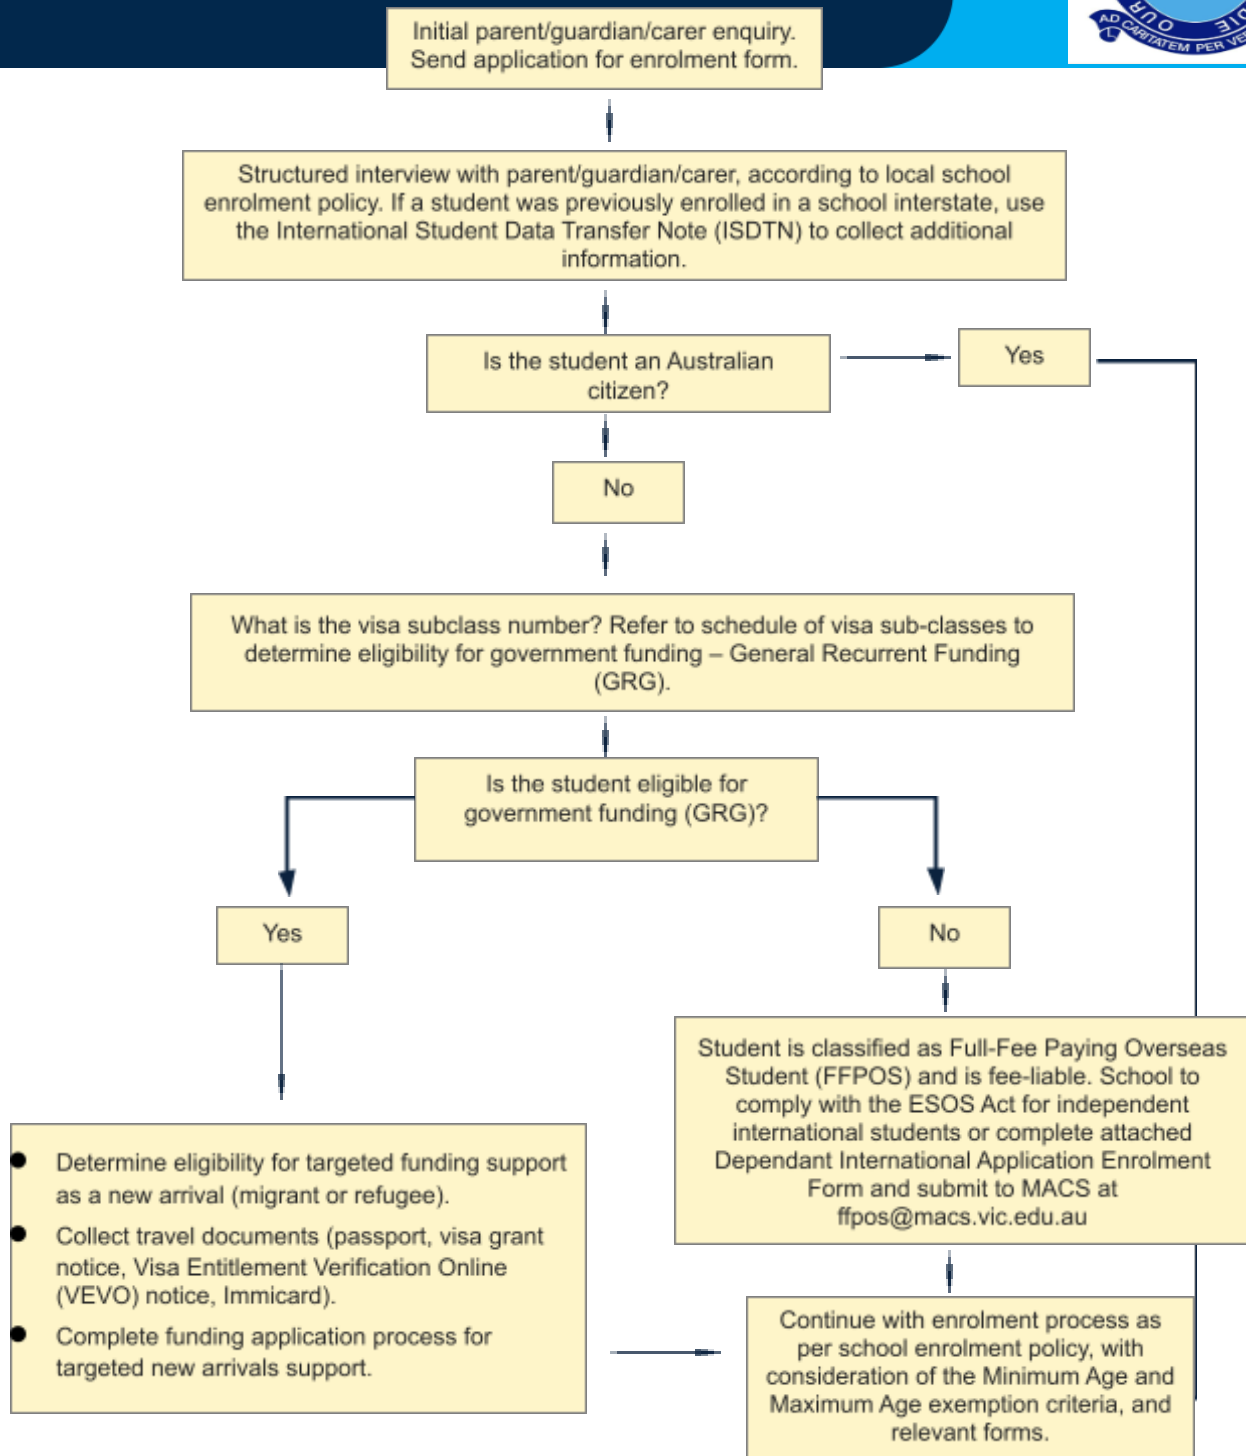 OUR
DIE
AD
L
CARITATEM PER VE
Initial parent/guardian/carer enquiry.
Send application for enrolment form.
Structured interview with parent/guardian/carer, according to local school
enrolment policy. If a student was previously enrolled in a school interstate, use
the International Student Data Transfer Note (ISDTN) to collect additional
information.
Is the student an Australian
citizen?
Yes
No
What is the visa subclass number? Refer to schedule of visa sub-classes to
determine eligibility for government funding – General Recurrent Funding
(GRG).
Is the student eligible for
government funding (GRG)?
Yes
No
Student is classified as Full-Fee Paying Overseas
Student (FFPOS) and is fee-liable. School to
comply with the ESOS Act for independent
international students or complete attached
Dependant International Application Enrolment
Form and submit to MACS at
ffpos@macs.vic.edu.au
● Determine eligibility for targeted funding support
as a new arrival (migrant or refugee).
● Collect travel documents (passport, visa grant
notice, Visa Entitlement Verification Online
(VEVO) notice, Immicard).
● Complete funding application process for
targeted new arrivals support.
Continue with enrolment process as
per school enrolment policy, with
consideration of the Minimum Age and
Maximum Age exemption criteria, and
relevant forms.